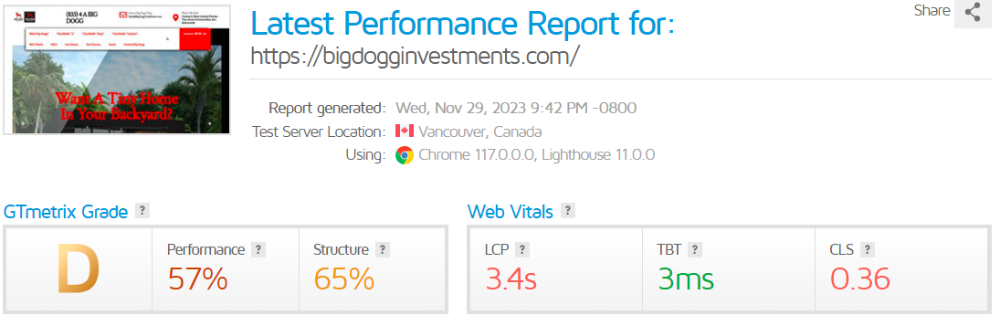 (833) 4 A BIG
DOGG
Want A Tiny Home
In Your Backyard?
Latest Performance Report for:
https://bigdogginvestments.com/
Share
Report generated: Wed, Nov 29, 2023 9:42 PM -0800
Test Server Location: Vancouver, Canada
Using: Chrome 117.0.0.0, Lighthouse 11.0.0
GTmetrix Grade ?
D
Performance ?
57%
Structure ?
65%
Web Vitals ?
LCP ?
3.4s
TBT ?
3ms
CLS ?
0.36